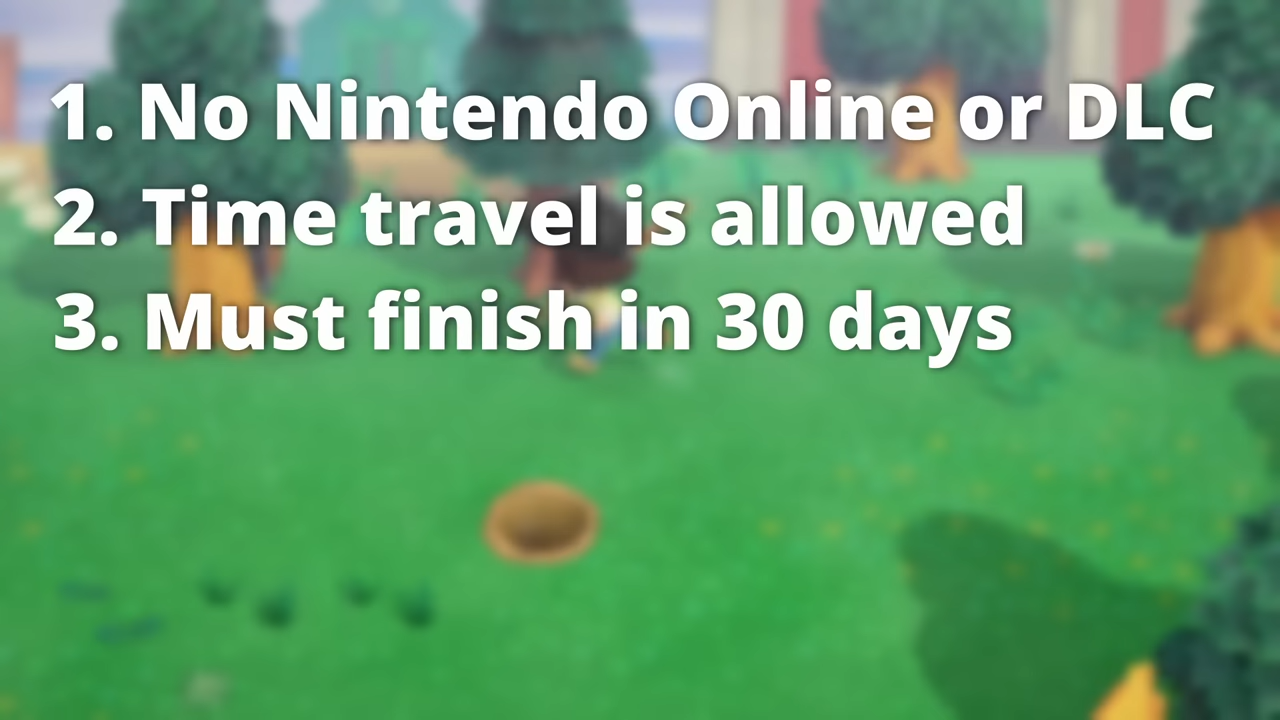 1. No Nintendo Online or DLC
2. Time travel is allowed
3. Must finish in 30 days